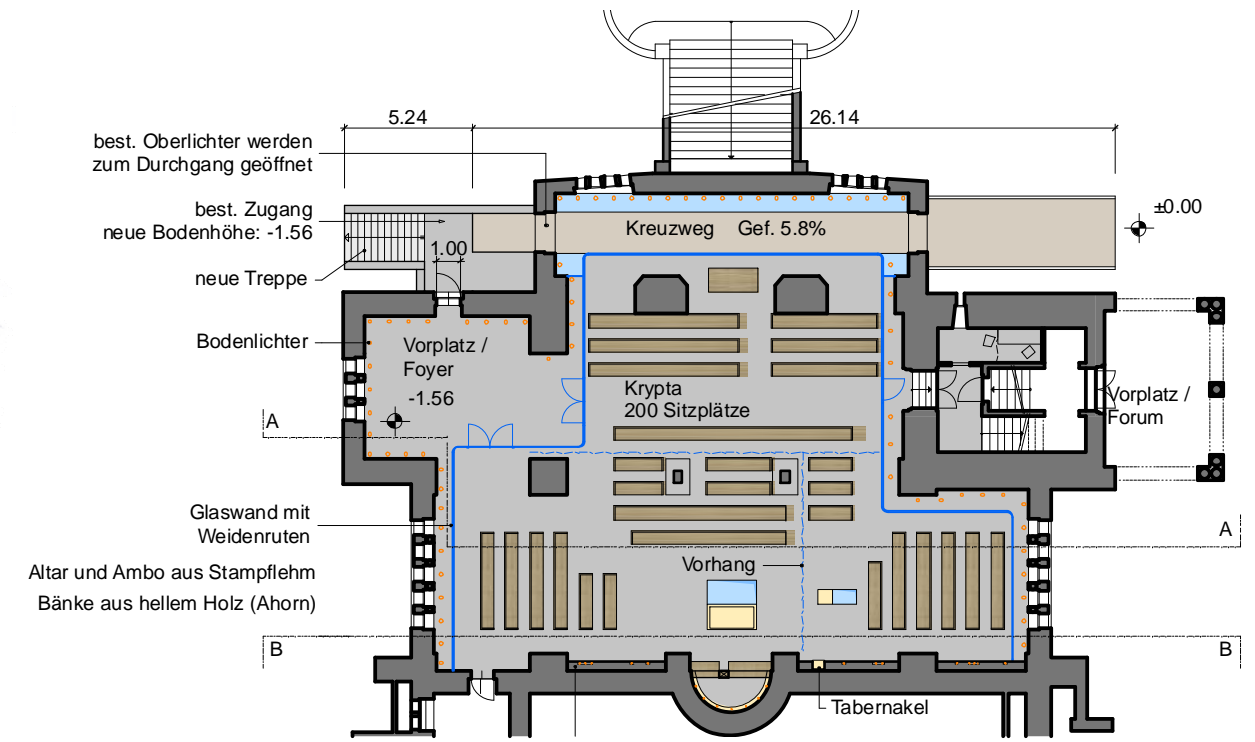 5.24
26.14
best. Oberlichter werden
zum Durchgang geöffnet
best. Zugang
neue Bodenhöhe: -1.56
1.00
neue Treppe
Kreuzweg Gef. 5.8%
±0.00
Bodenlichter
Vorplatz /
Foyer
-1.56
Krypta
200 Sitzplätze
Vorplatz /
Forum
A
Glaswand mit
Weidenruten
A
Altar und Ambo aus Stampflehm
Bänke aus hellem Holz (Ahorn)
Vorhang
B
B
Tabernakel